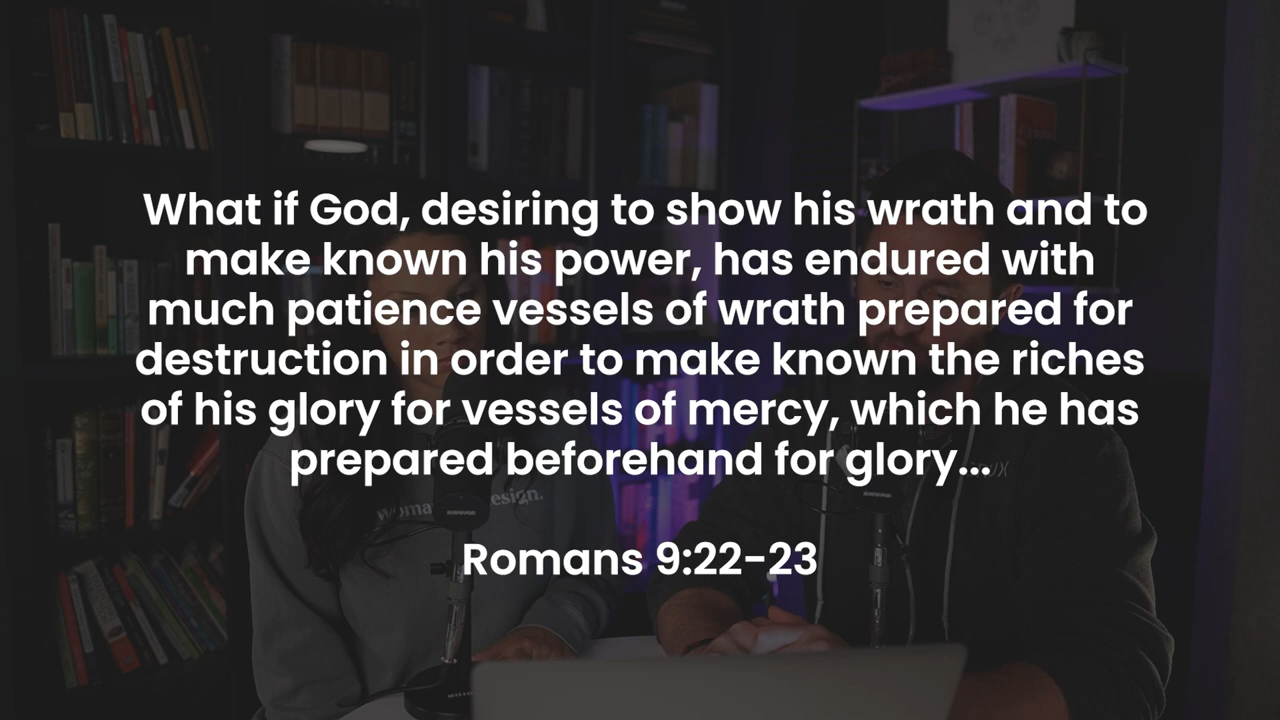 What if God, desiring to show his wrath and to
make known his power, has endured with
much patience vessels of wrath prepared for
destruction in order to make known the riches
of his glory for vessels of mercy, which he has
prepared beforehand for glory...
Romans 9:22-23